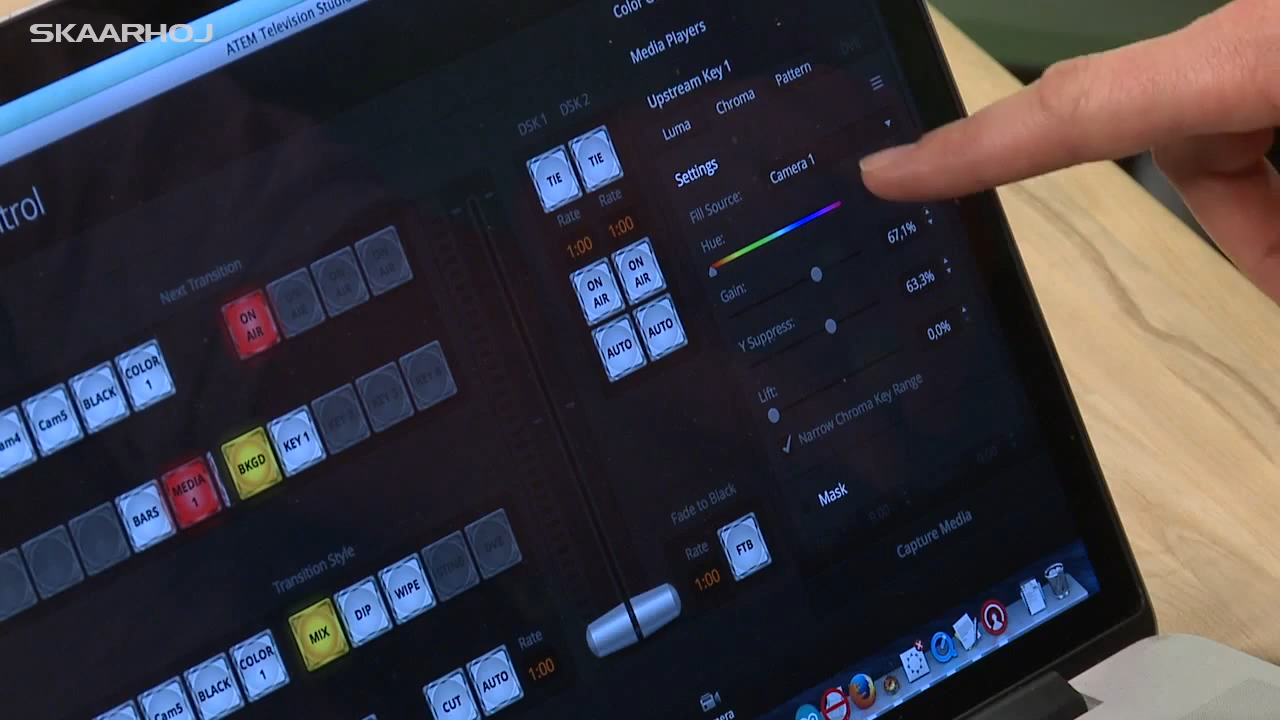 SKAARHOJ
ATEM Television Studio
Media Players
Upstream Key 1
Luma Chroma Pattern DVE
Settings
Fill Source: Camera 1
Hue:
Gain: 67,1%
Y Suppress: 63,3%
Lift: 0,0%
Narrow Chroma Key Range
Mask
Capture Media
DSK 1 DSK 2
TIE TIE
Rate Rate
1:00 1:00
ON AIR ON AIR
AUTO AUTO
Fade to Black
Rate
1:00
FTB
Next Transition
ON AIR ON AIR ON AIR ON AIR
Cam5 BLACK COLOR 1
BARS MEDIA 1 BKGD KEY 1
KEY 4
Transition Style
MIX DIP WIPE DVE
Cam5 BLACK COLOR 1
CUT AUTO
Rate
1:00